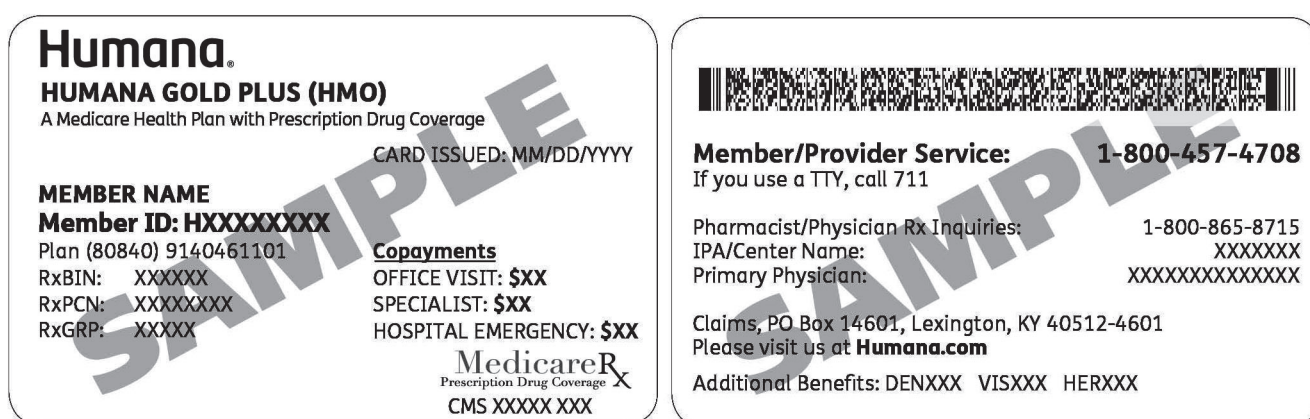 Humana®
HUMANA GOLD PLUS (HMO)
A Medicare Health Plan with Prescription Drug Coverage
CARD ISSUED: MM/DD/YYYY
MEMBER NAME
Member ID: HXXXXXXXX
Plan (80840) 9140461101
RxBIN: XXXXXX
RxPCN: XXXXXXXX
RxGRP: XXXXX
Copayments
OFFICE VISIT: $XX
SPECIALIST: $XX
HOSPITAL EMERGENCY: $XX
MedicareRx
Prescription Drug Coverage
CMS XXXXX XXX
SAMPLE
Member/Provider Service: 1-800-457-4708
If you use a TTY, call 711
Pharmacist/Physician Rx Inquiries: 1-800-865-8715
IPA/Center Name: XXXXXXX
Primary Physician: XXXXXXXXXXXXXX
Claims, PO Box 14601, Lexington, KY 40512-4601
Please visit us at Humana.com
Additional Benefits: DENXXX VISXXX HERXXX
SAMPLE